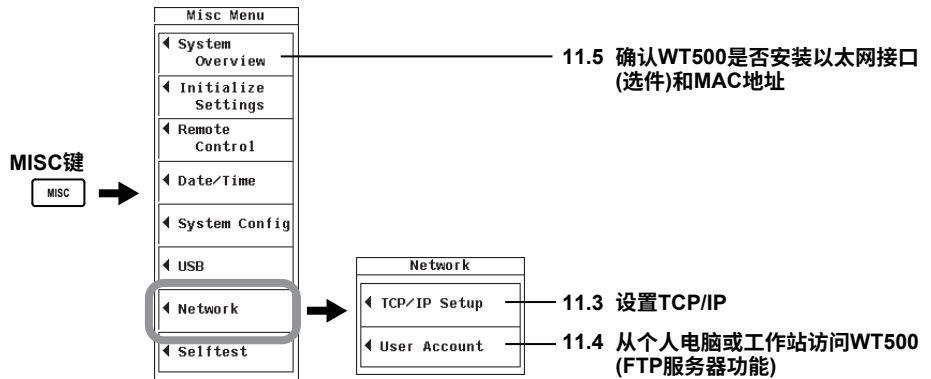 Misc Menu
System
Overview
11.5 确认WT500是否安装以太网接口
(选件)和MAC地址
Initialize
Settings
Remote
Control
MISC键
MISC
Date/Time
System Config
USB
Network
Network
TCP/IP Setup
11.3 设置TCP/IP
User Account
11.4 从个人电脑或工作站访问WT500
(FTP服务器功能)
Selftest